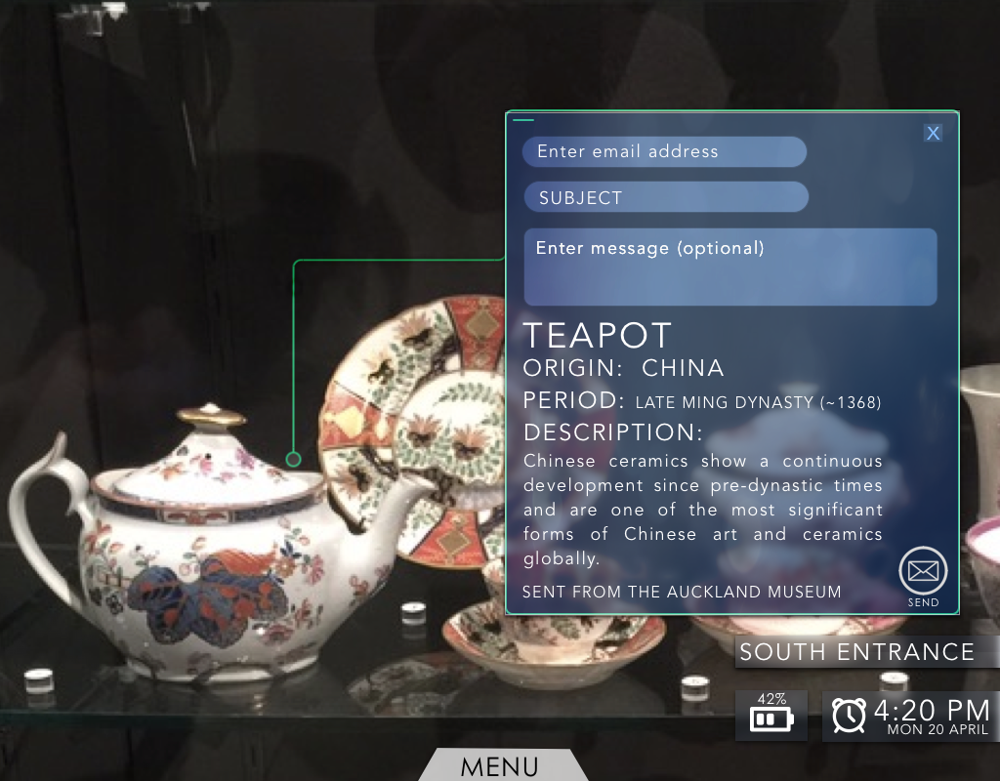 X
Enter email address
SUBJECT
Enter message (optional)
TEAPOT
ORIGIN: CHINA
PERIOD: LATE MING DYNASTY (~1368)
DESCRIPTION:
Chinese ceramics show a continuous
development since pre-dynastic times
and are one of the most significant
forms of Chinese art and ceramics
globally.
SENT FROM THE AUCKLAND MUSEUM
SEND
SOUTH ENTRANCE
42%
4:20 PM
MON 20 APRIL
MENU